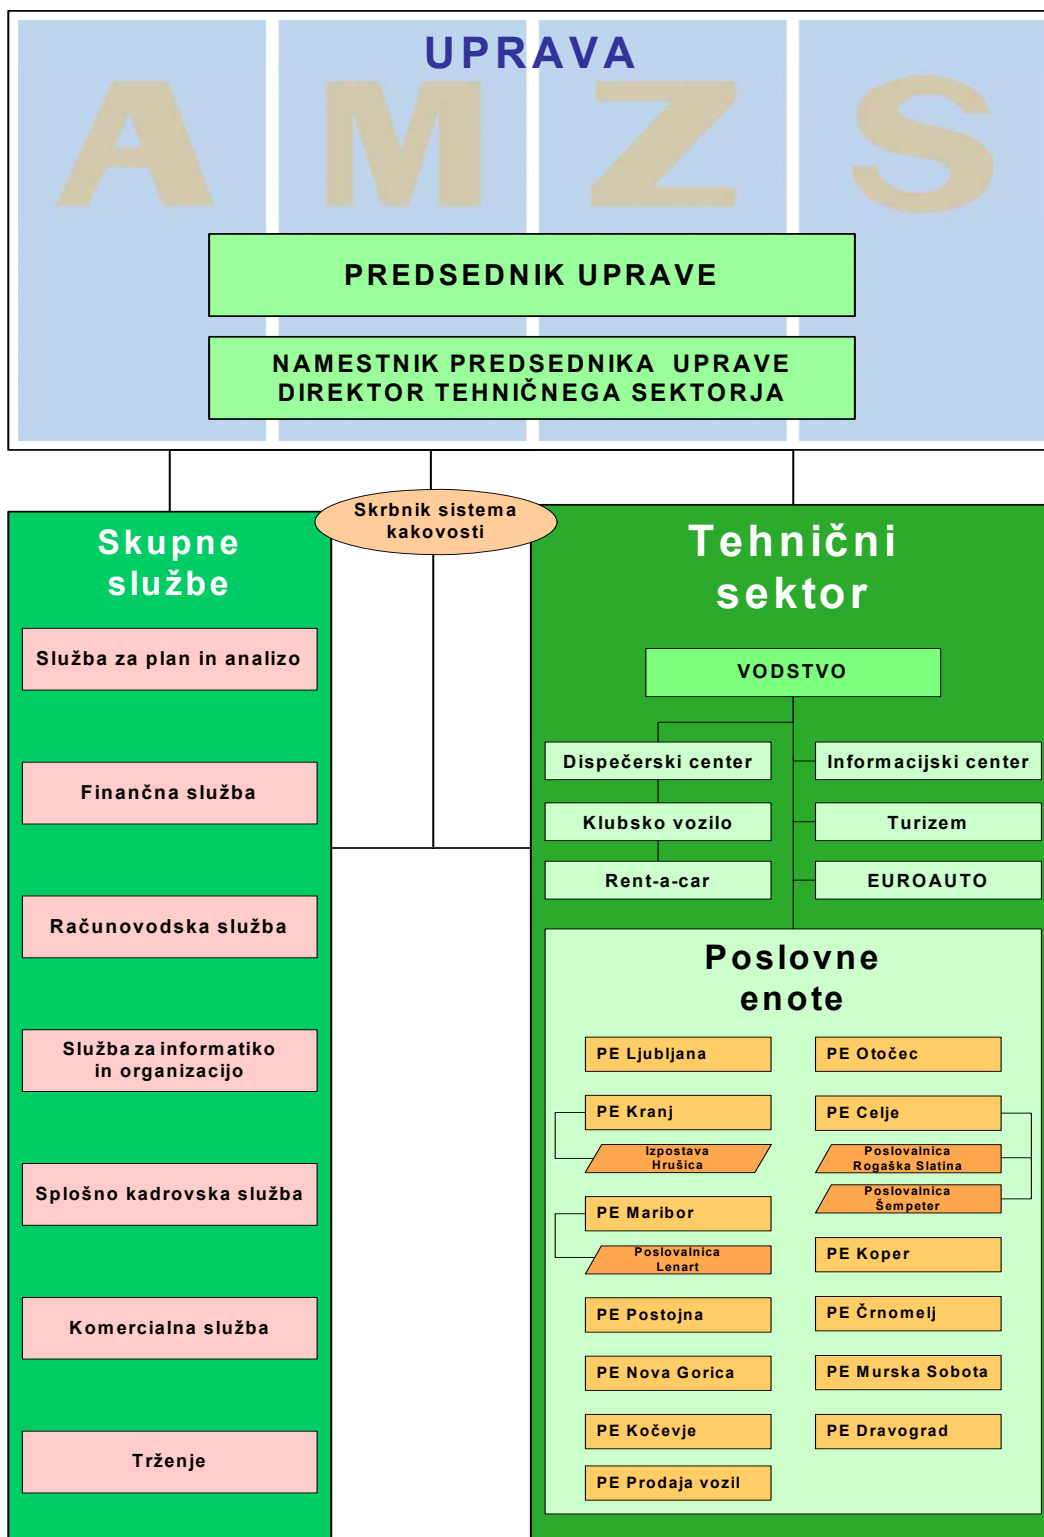 UPRAVA
A M Z S
PREDSEDNIK UPRAVE
NAMESTNIK PREDSEDNIKA UPRAVE
DIREKTOR TEHNIČNEGA SEKTORJA
Skrbnik sistema
kakovosti
Skupne
službe
Služba za plan in analizo
Finančna služba
Računovodska služba
Služba za informatiko
in organizacijo
Splošno kadrovska služba
Komercialna služba
Trženje
Tehnični
sektor
VODSTVO
Dispečerski center
Informacijski center
Klubsko vozilo
Turizem
Rent-a-car
EUROAUTO
Poslovne
enote
PE Ljubljana
PE Kranj
Izpostava
Hrušica
PE Maribor
Poslovalnica
Lenart
PE Postojna
PE Nova Gorica
PE Kočevje
PE Prodaja vozil
PE Otočec
PE Celje
Poslovalnica
Rogaška Slatina
Poslovalnica
Šempeter
PE Koper
PE Črnomelj
PE Murska Sobota
PE Dravograd